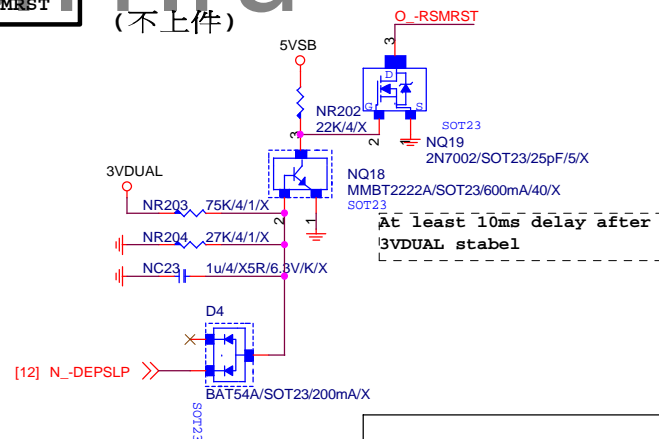 MRST
(不上件)
O_-RSMRST
5VSB
3
D
G
S
NR202
22K/4/X
3
2
1
SOT23
NQ19
2N7002/SOT23/25pF/5/X
3VDUAL
NQ18
MMBT2222A/SOT23/600mA/40/X
SOT23
NR203 75K/4/1/X
2
1
At least 10ms delay after
3VDUAL stabel
NR204 27K/4/1/X
NC23 1u/4/X5R/6.3V/K/X
D4
[12] N_-DEPSLP
BAT54A/SOT23/200mA/X
SOT23